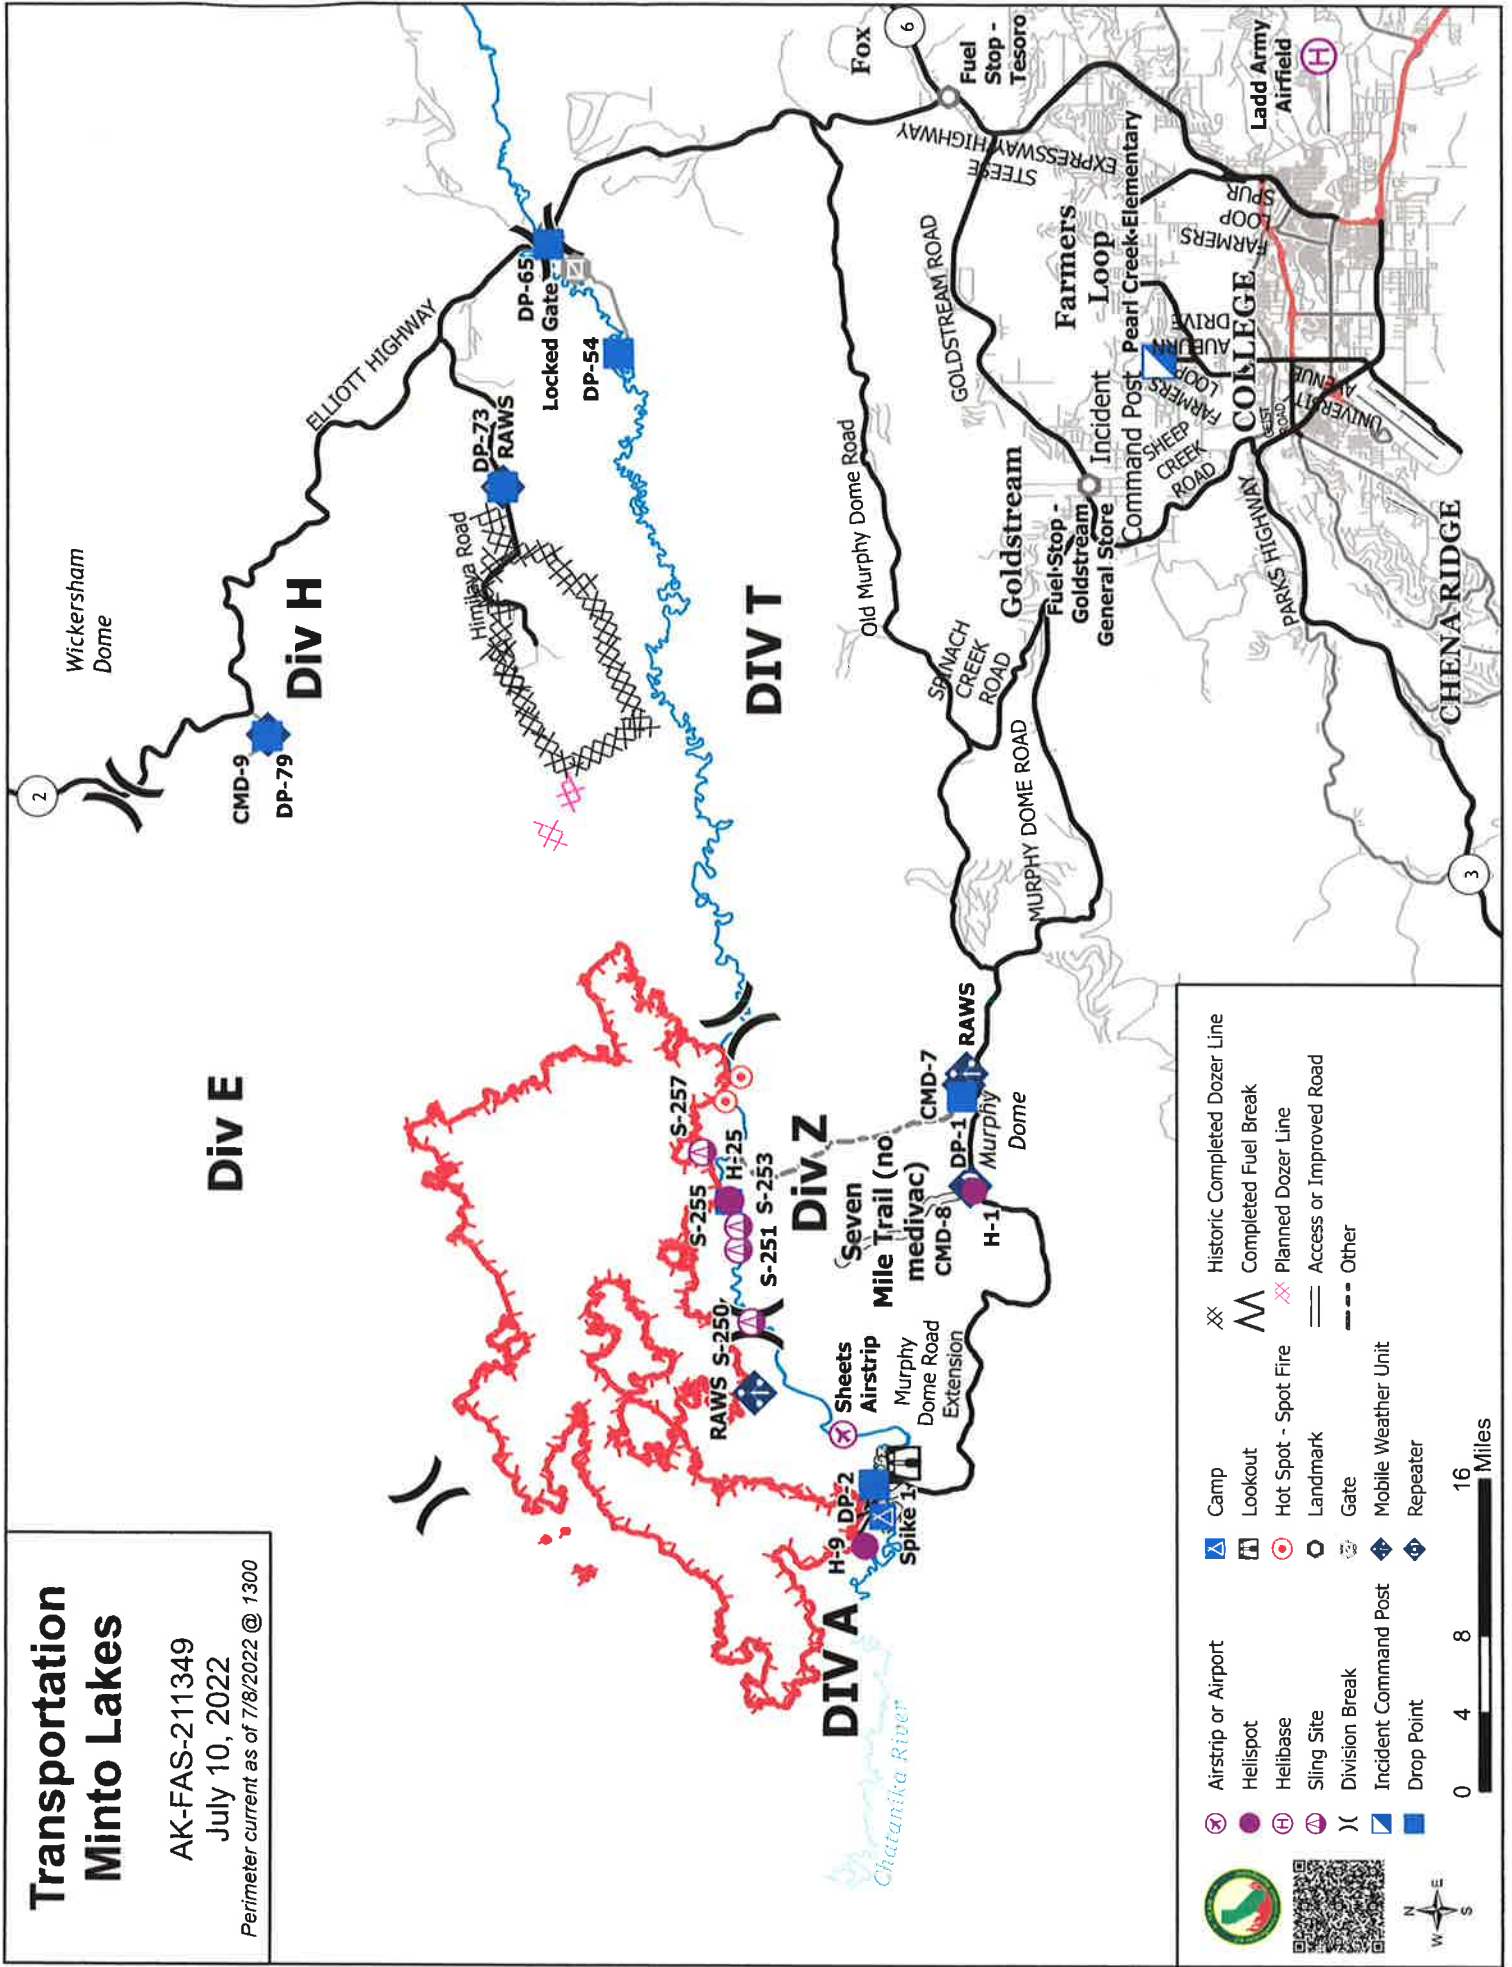 Transportation
Minto Lakes
AK-FAS-211349
July 10, 2022
Perimeter current as of 7/8/2022 @ 1300
Div E
2
Wickersham
Dome
CMD-9
DP-79
Div H
ELLIOTT HIGHWAY
Himilaya Road
DP-73
RAWS
DP-65
Locked Gate
DP-54
DIV T
Old Murphy Dome Road
Fox
6
Fuel
Stop -
Tesoro
STEESE
EXPRESSWAY
HIGHWAY
GOLDSTREAM ROAD
Farmers
Loop
Pearl Creek Elementary
Incident
Command Post
Goldstream
Fuel Stop -
Goldstream
General Store
SPINACH
CREEK
ROAD
MURPHY DOME ROAD
SHEEP
CREEK
ROAD
FARMERS
LOOP
AUBURN
DRIVE
FARMERS
LOOP
SPUR
COLLEGE
GEIST
ROAD
UNIVERSITY
AVENUE
Ladd Army
Airfield
H
PARKS HIGHWAY
CHENA RIDGE
3
S-257
H-25
S-255
S-253
S-251
S-250
RAWS
Div Z
Seven
Mile Trail (no
medivac)
CMD-7
RAWS
DP-1
Murphy
Dome
CMD-8
H-1
Sheets
Airstrip
Murphy
Dome Road
Extension
DP-2
H-9
Spike 1
DIV A
Chatanika River
Airstrip or Airport
Helispot
Helibase
Sling Site
Division Break
Incident Command Post
Drop Point
Camp
Lookout
Hot Spot - Spot Fire
Landmark
Gate
Mobile Weather Unit
Repeater
Historic Completed Dozer Line
Completed Fuel Break
Planned Dozer Line
Access or Improved Road
Other
N
W
E
S
0 4 8 16
Miles